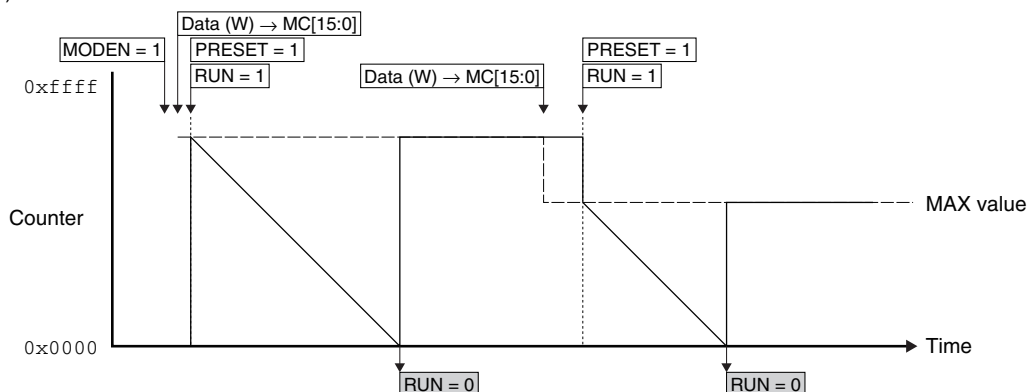 )
Data (W) → MC[15:0]
MODEN = 1
PRESET = 1
PRESET = 1
RUN = 1
Data (W) → MC[15:0]
RUN = 1
0xffff
Counter
MAX value
0x0000
Time
RUN = 0
RUN = 0